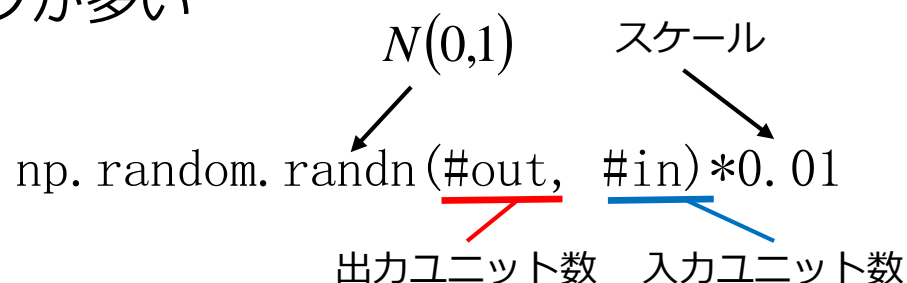 が多い
N(0,1) スケール
np.random.randn(#out, #in)*0.01
出力ユニット数 入力ユニット数